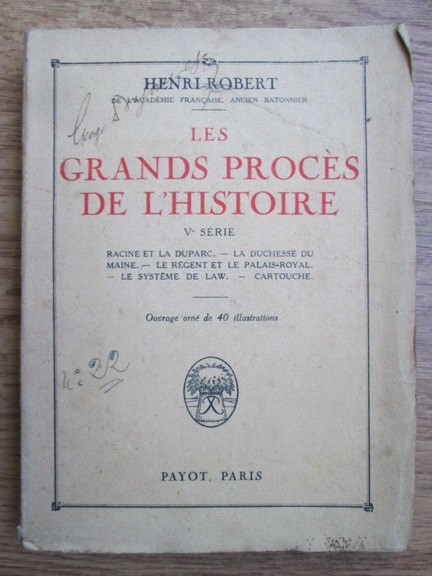 HENRI-ROBERT
DE L'ACADÉMIE FRANÇAISE, ANCIEN BATONNIER
LES
GRANDS PROCÈS
DE L'HISTOIRE
Ve SÉRIE
RACINE ET LA DUPARC. — LA DUCHESSE DU
MAINE. — LE RÉGENT ET LE PALAIS-ROYAL.
— LE SYSTÈME DE LAW. — CARTOUCHE.
Ouvrage orné de 40 illustrations
No 22
PAYOT, PARIS